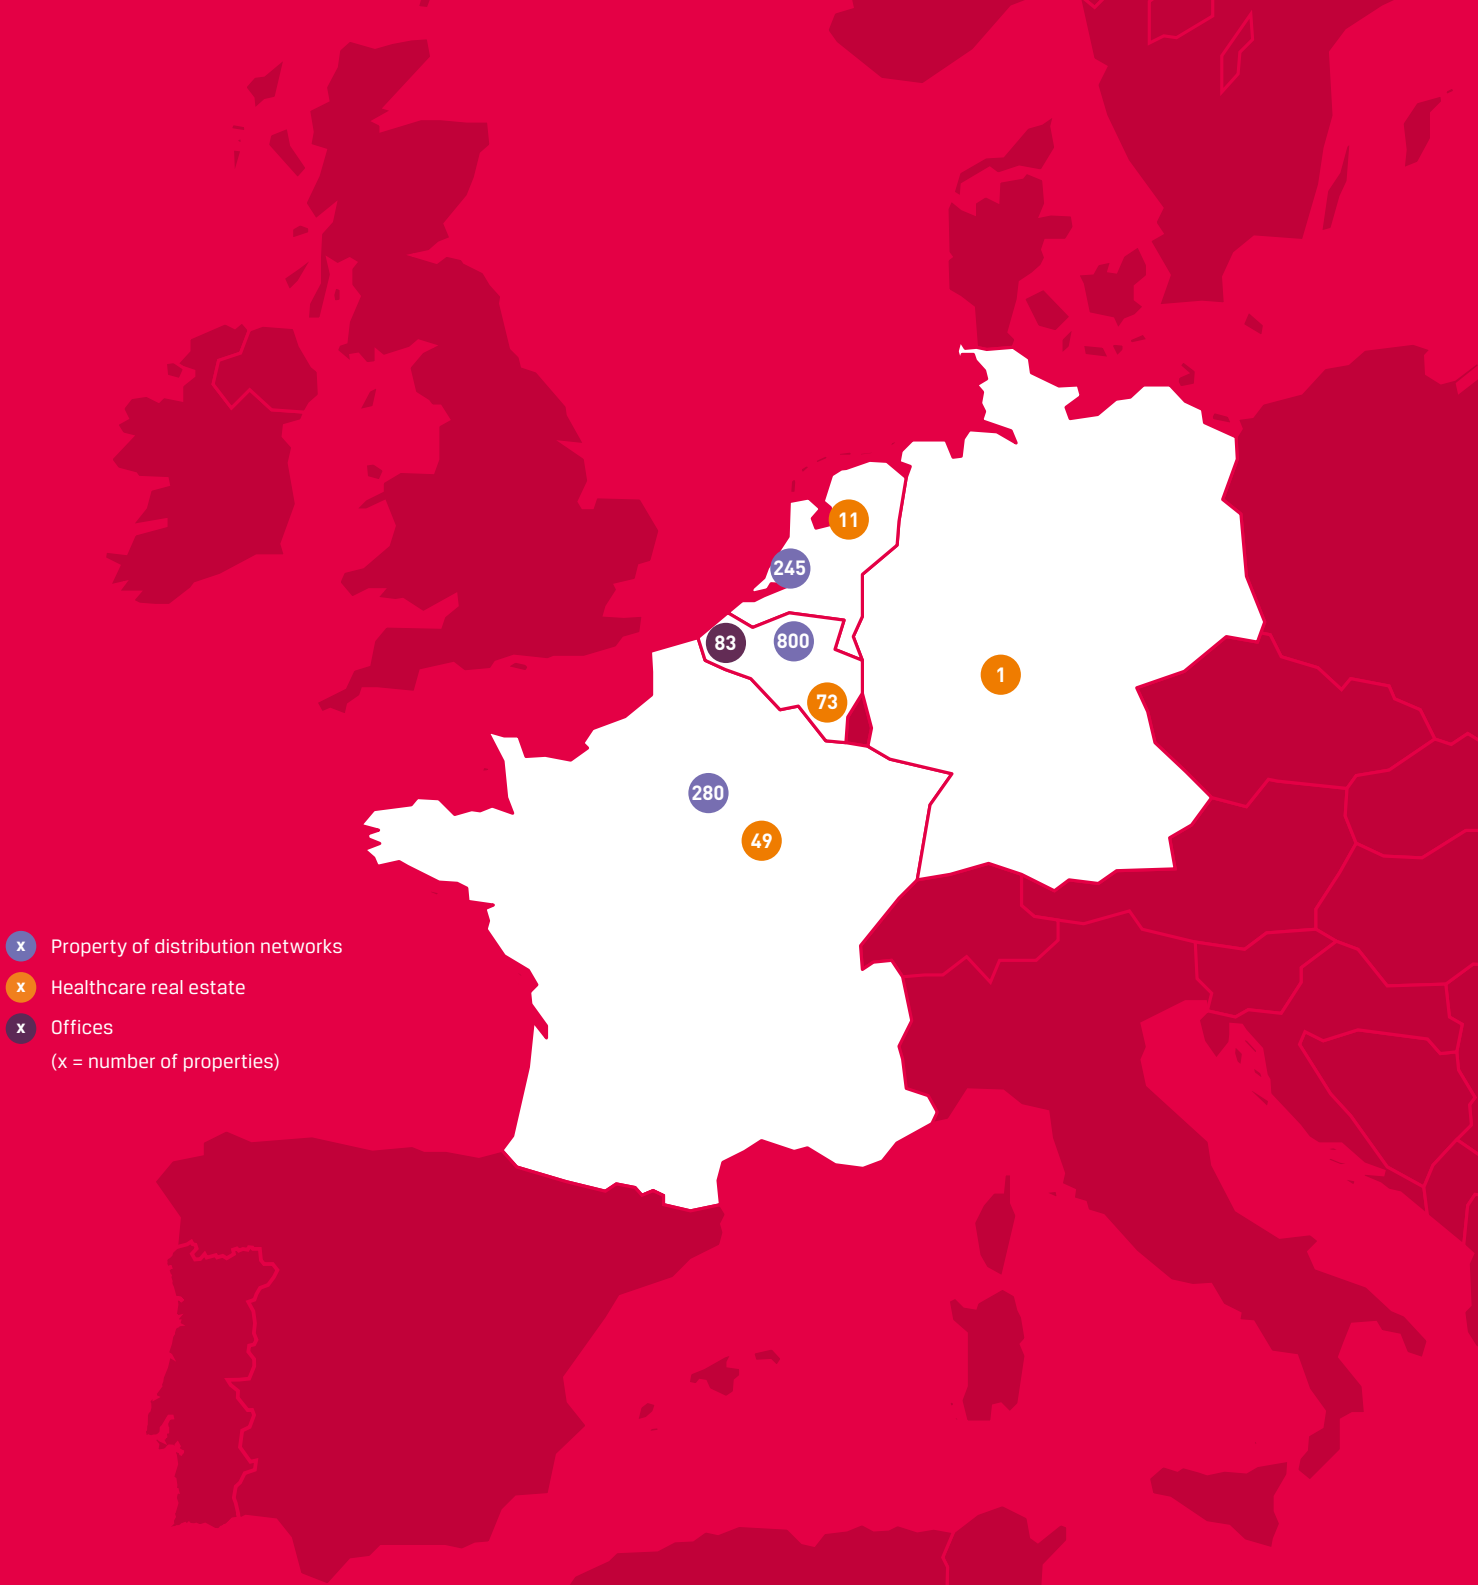 11
245
83
800
1
73
280
49
x Property of distribution networks
x Healthcare real estate
x Offices
(x = number of properties)